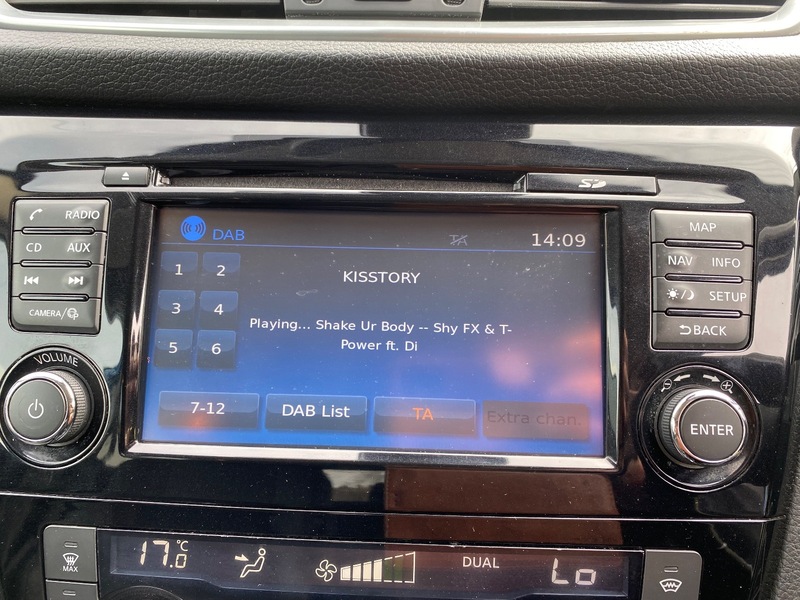 SD
RADIO
CD AUX
CAMERA/
VOLUME
DAB TA 14:09
1 2
3 4
5 6
KISSTORY
Playing... Shake Ur Body -- Shy FX & T-
Power ft. Di
7-12 DAB List TA Extra chan.
MAP
NAV INFO
SETUP
BACK
ENTER
MAX
17.0 °C
DUAL
Lo